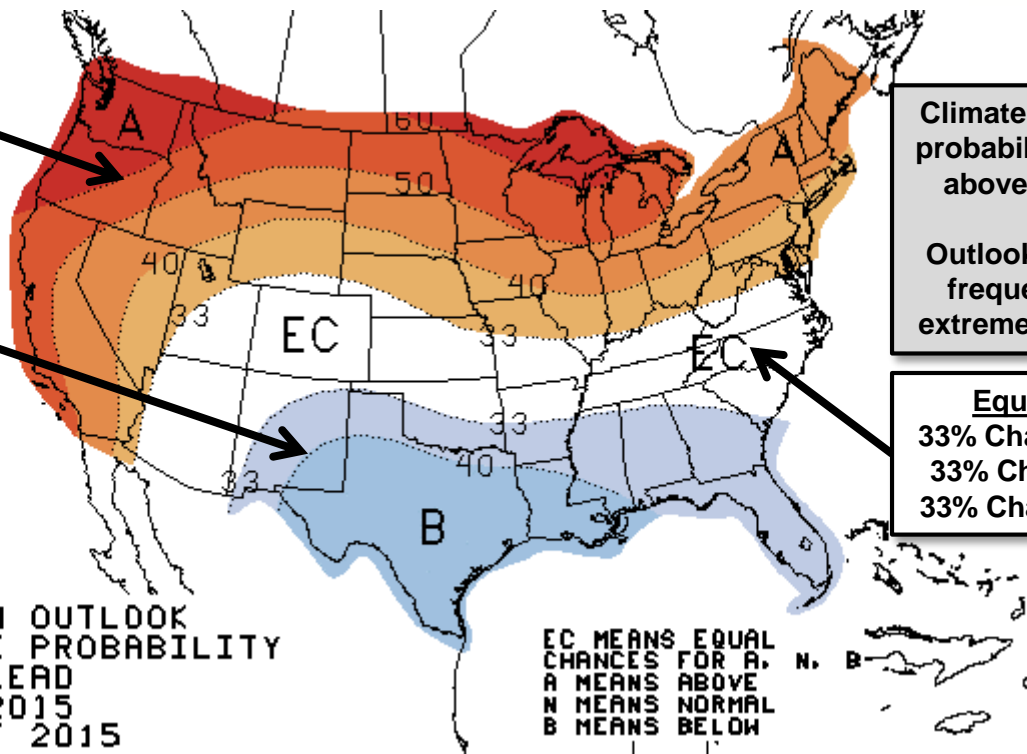 A
60
A
50
40
40
33
EC
33
EC
33
40
33
B
Climate
probabil
above
Outlook
freque
extreme
Equ
33% Cha
33% Ch
33% Cha
OUTLOOK
PROBABILITY
LEAD
2015
2015
EC MEANS EQUAL
CHANCES FOR A, N, B
A MEANS ABOVE
N MEANS NORMAL
B MEANS BELOW